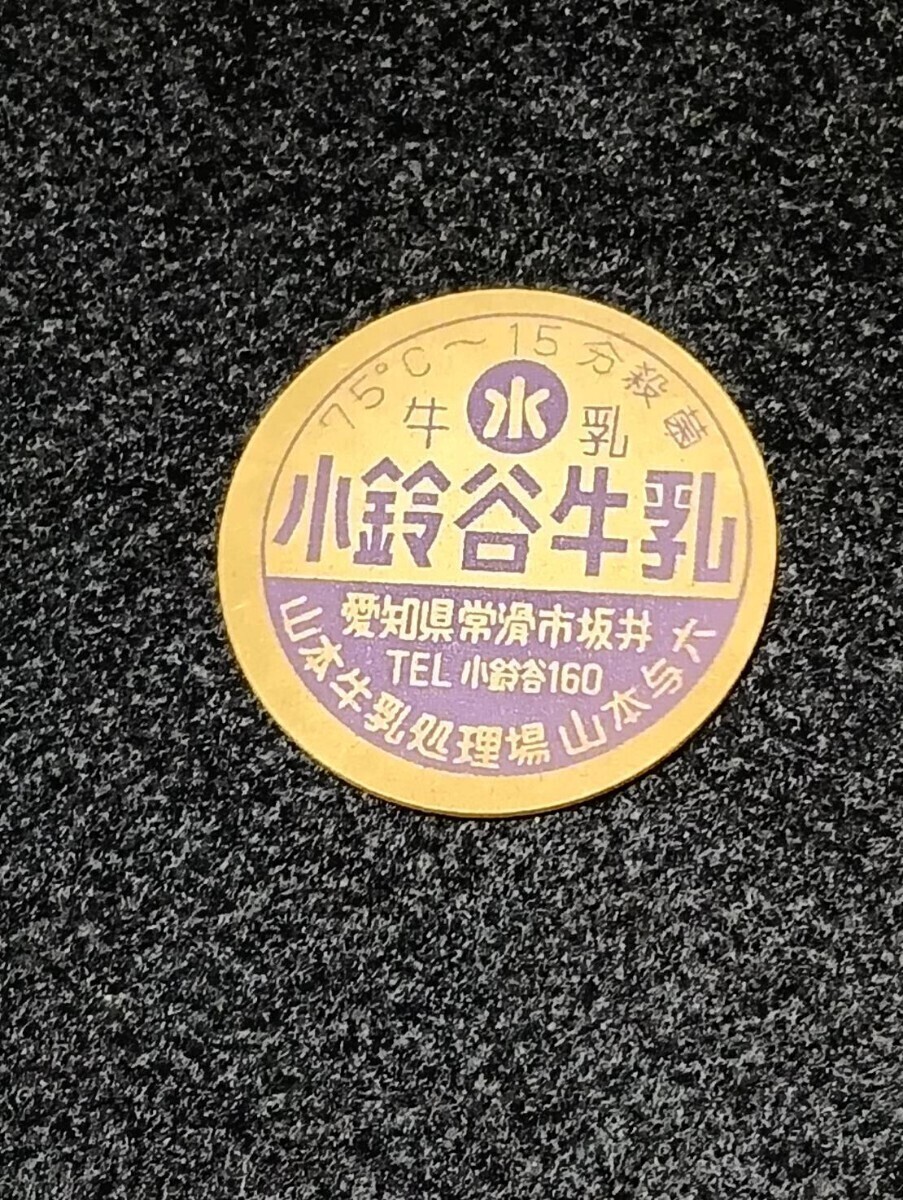 75°C～15分殺菌
牛 水 乳
小鈴谷牛乳
愛知県常滑市坂井
TEL 小鈴谷160
山本牛乳処理場 山本与六